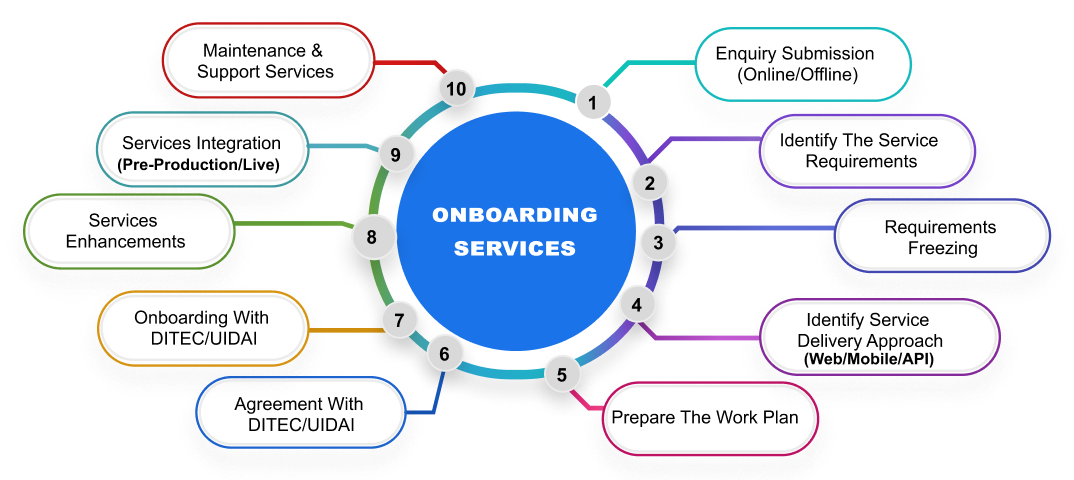 ONBOARDING
SERVICES
1
Enquiry Submission
(Online/Offline)
2
Identify The Service
Requirements
3
Requirements
Freezing
4
Identify Service
Delivery Approach
(Web/Mobile/API)
5
Prepare The Work Plan
6
Agreement With
DITEC/UIDAI
7
Onboarding With
DITEC/UIDAI
8
Services
Enhancements
9
Services Integration
(Pre-Production/Live)
10
Maintenance &
Support Services